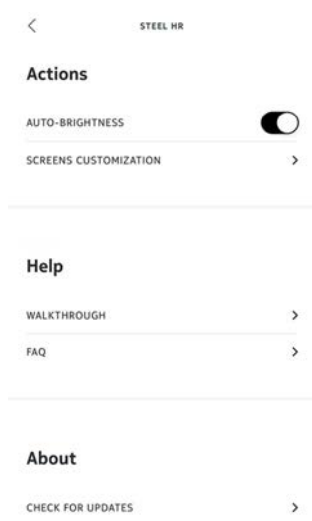 STEEL HR
Actions
AUTO-BRIGHTNESS
SCREENS CUSTOMIZATION
Help
WALKTHROUGH
FAQ
About
CHECK FOR UPDATES